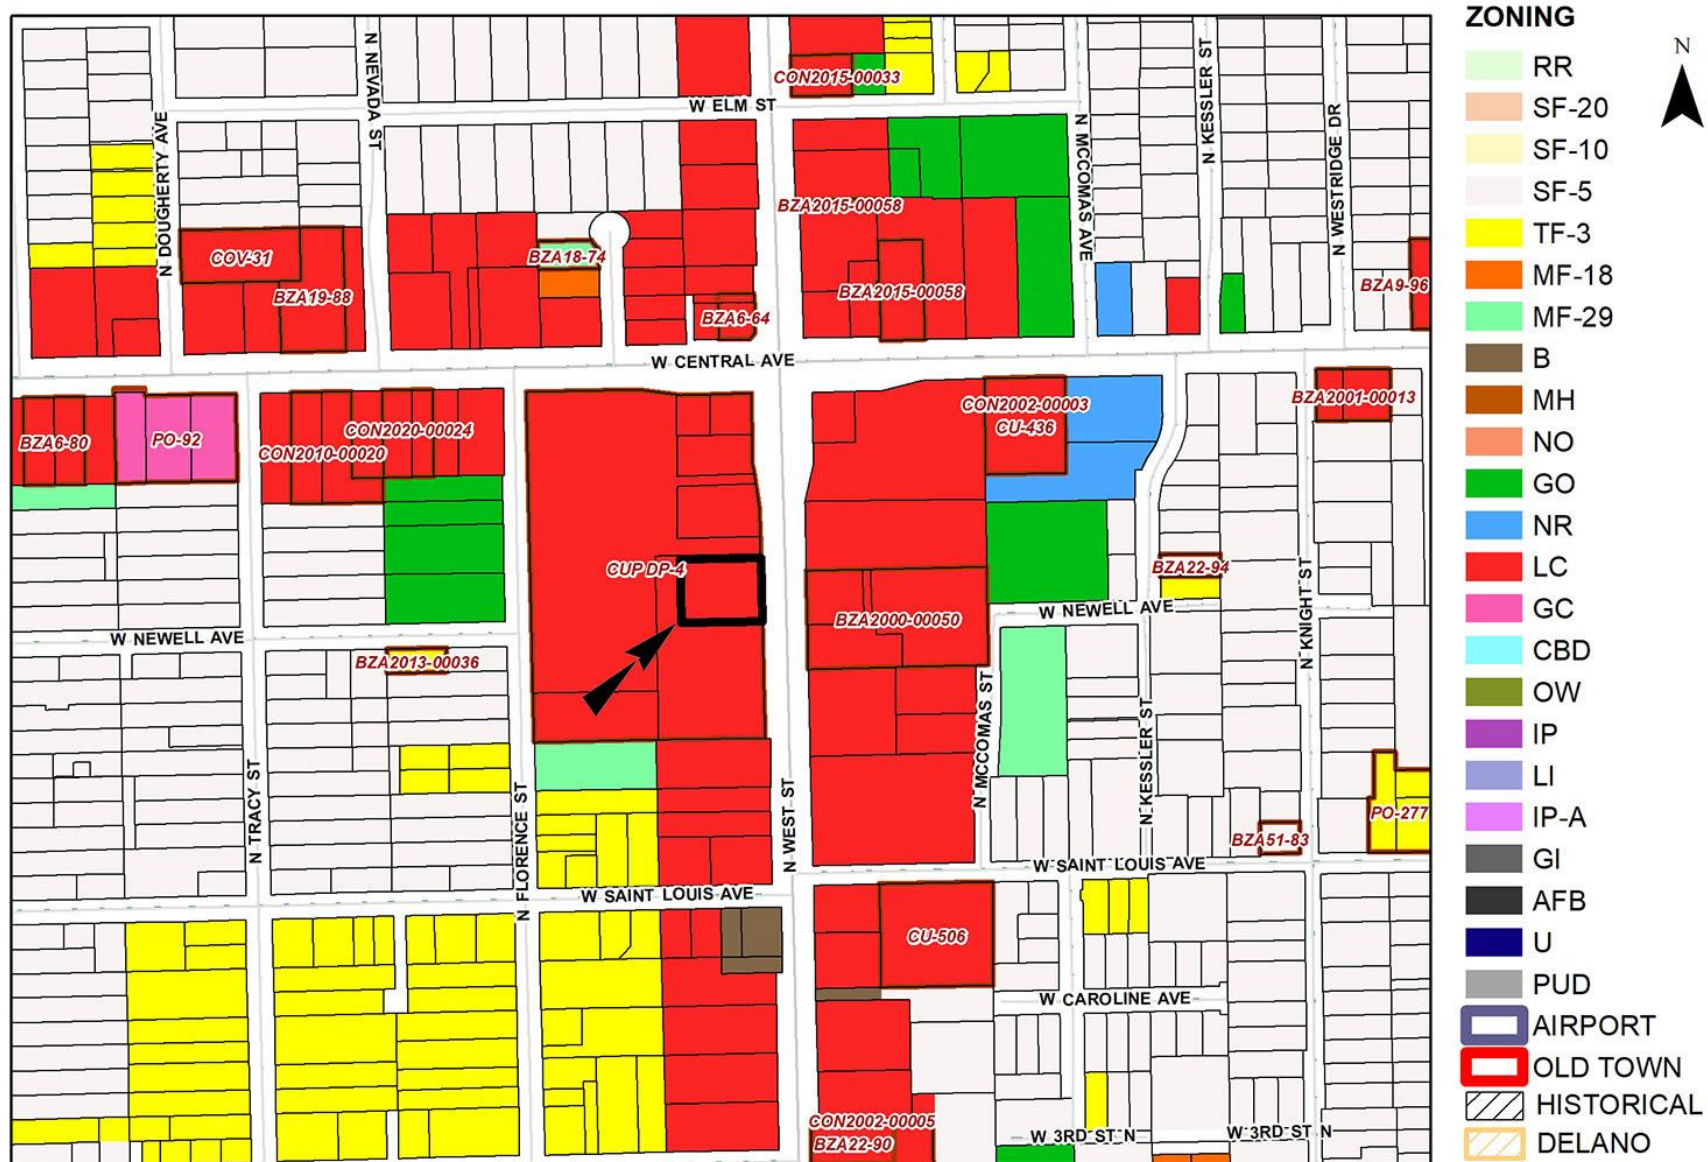 ZONING
RR
SF-20
SF-10
SF-5
TF-3
MF-18
MF-29
B
MH
NO
GO
NR
LC
GC
CBD
OW
IP
LI
IP-A
GI
AFB
U
PUD
AIRPORT
OLD TOWN
HISTORICAL
DELANO
N
N NEVADA ST
N DOUGHERTY AVE
W ELM ST
CON2015-00033
N MCCOMAS AVE
N KESSLER ST
N WESTRIDGE DR
COV-31
BZA19-88
BZA18-74
BZA6-64
BZA2015-00058
BZA2015-00058
BZA9-96
W CENTRAL AVE
BZA6-80
PO-92
CON2020-00024
CON2010-00020
CON2002-00003
CU-436
BZA2001-00013
CUP DP-4
BZA2000-00050
BZA22-94
W NEWELL AVE
W NEWELL AVE
N KNIGHT ST
BZA2013-00036
N TRACY ST
N FLORENCE ST
N WEST ST
N MCCOMAS ST
N KESSLER ST
PO-277
BZA51-83
W SAINT LOUIS AVE
W SAINT LOUIS AVE
CU-506
W CAROLINE AVE
CON2002-00005
BZA22-90
W 3RD ST N
W 3RD ST N